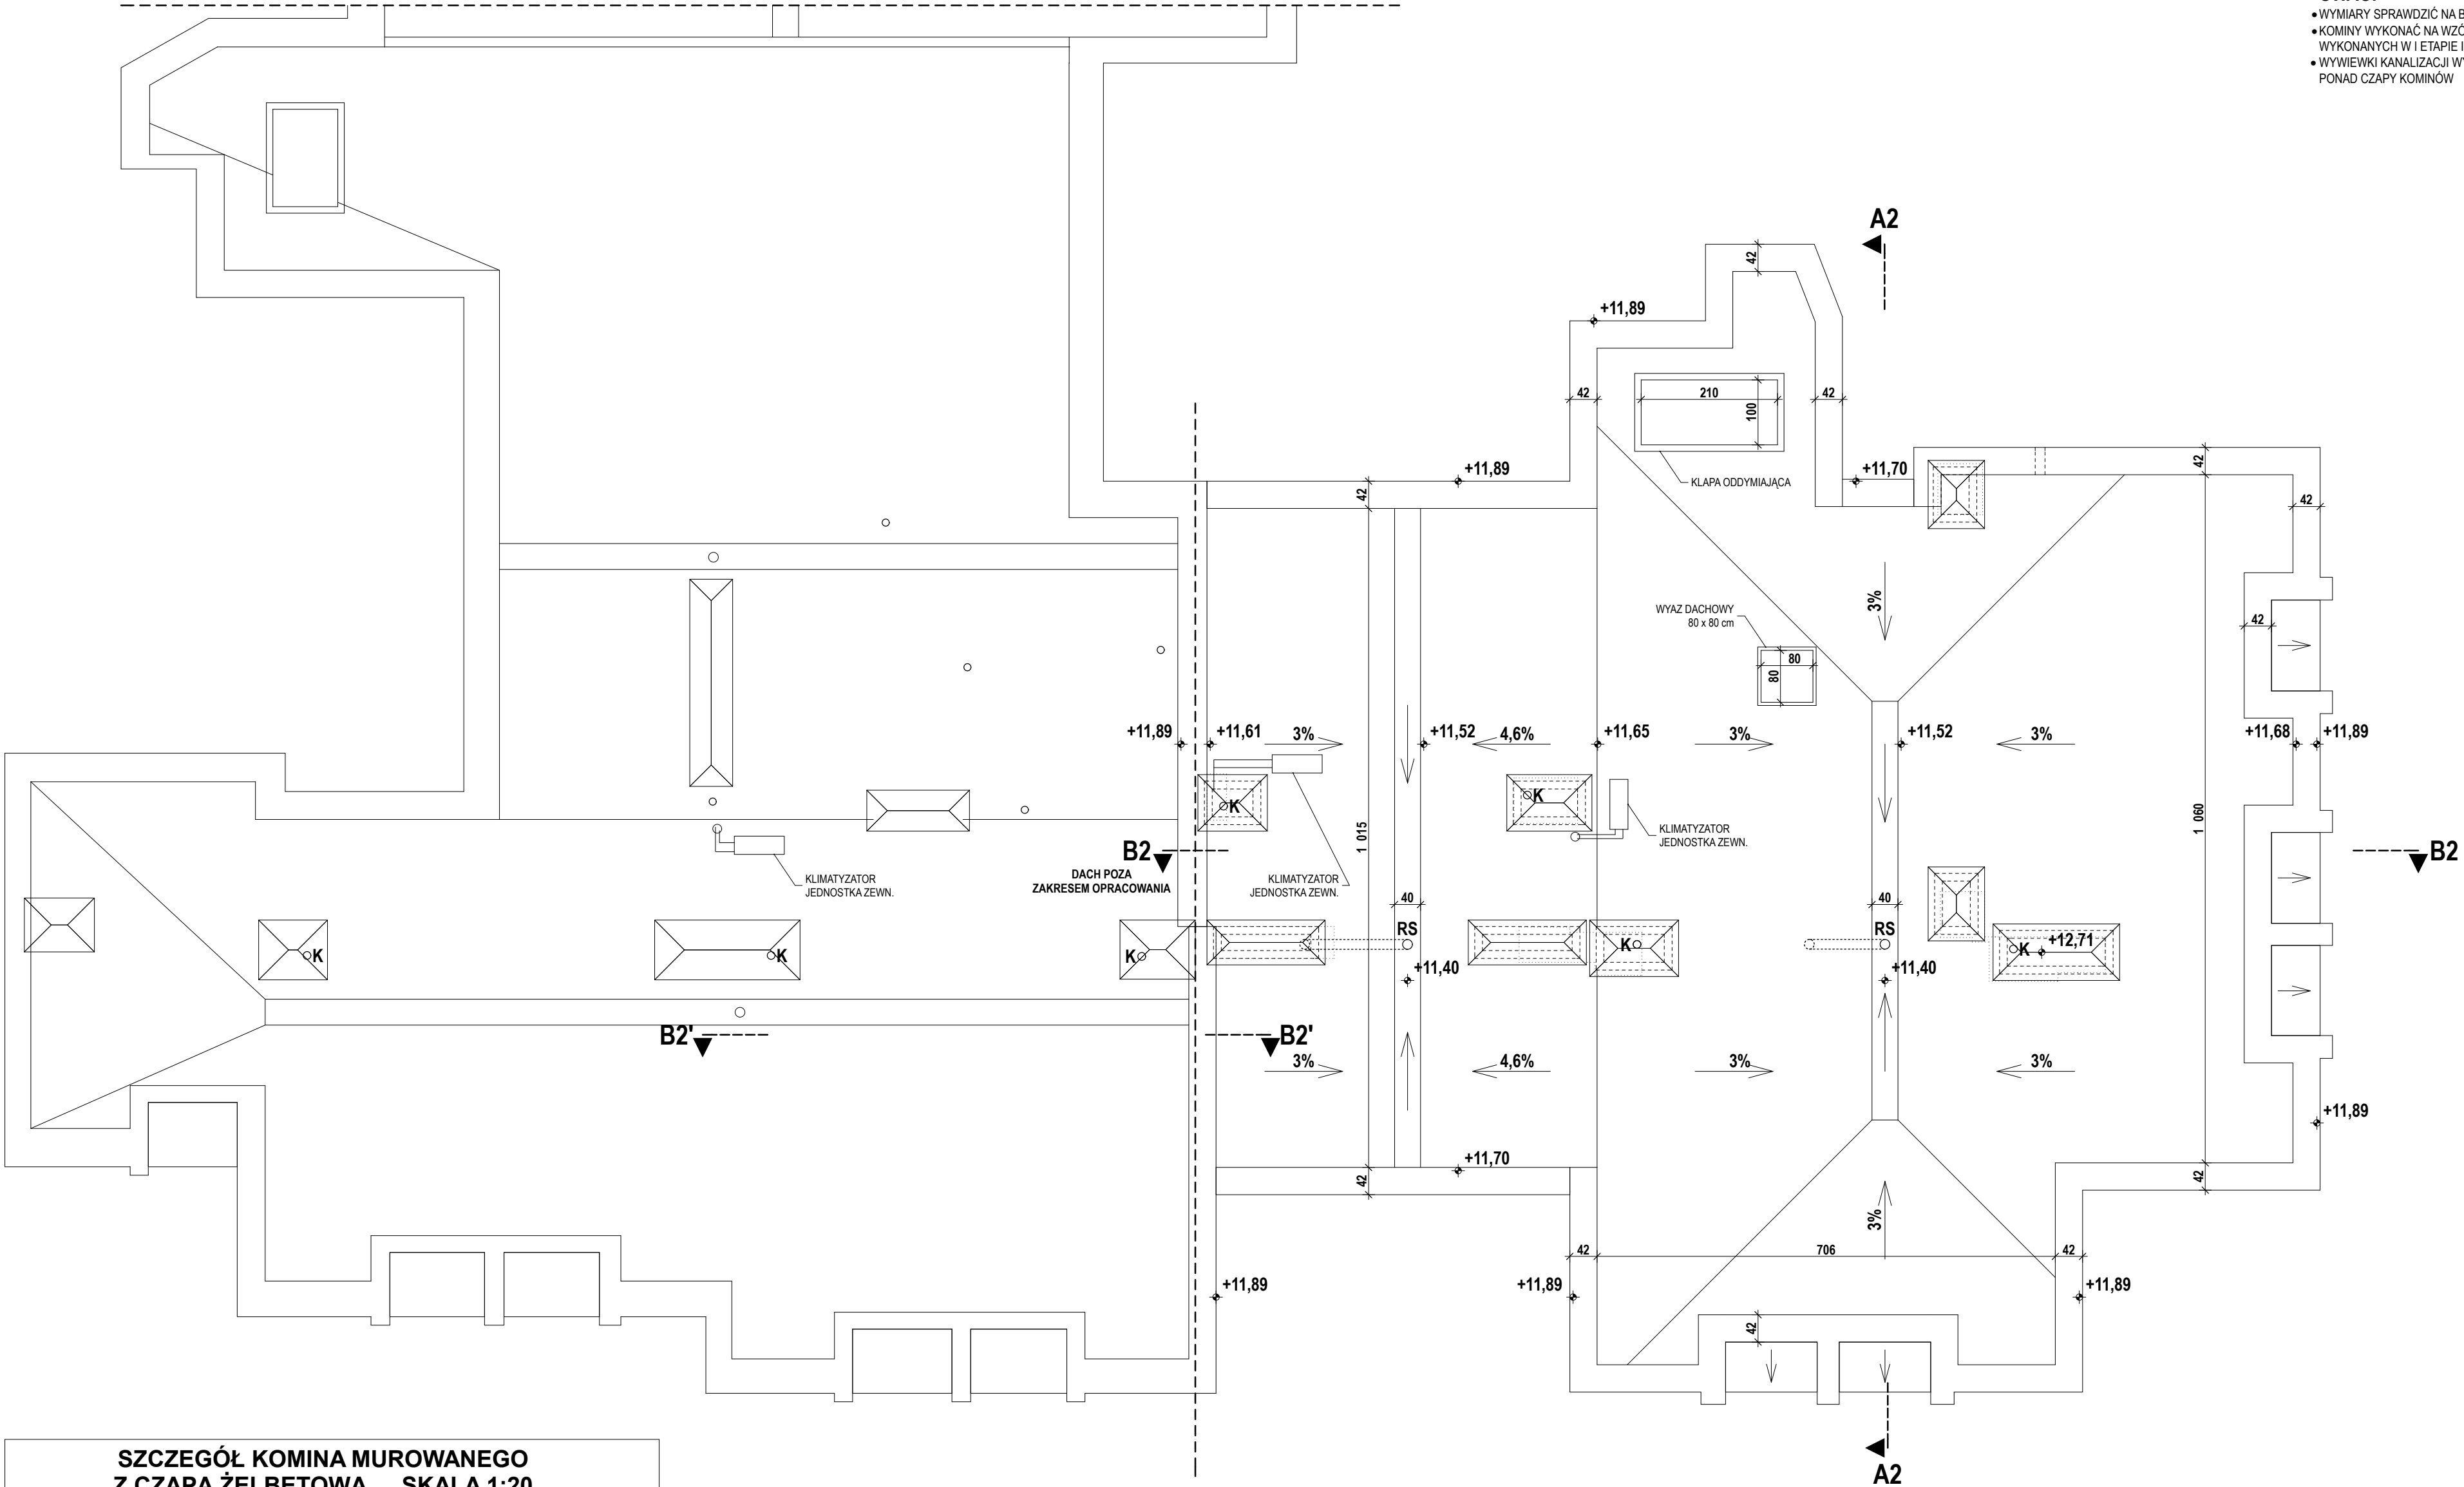 • WYMIARY SPRAWDZIĆ NA
• KOMINY WYKONAĆ NA
WYKONANYCH W I ETAPIE
• WYWIEWKI KANALIZACJI
PONAD CZAPY KOMINÓW
A2
42
+11,89
42
210
100
42
+11,89
+11,70
42
42
42
KLAPA ODDYMIAJĄCA
3%
WYAZ DACHOWY
80 x 80 cm
80
80
42
+11,89
+11,61
3%
+11,52
4,6%
+11,65
3%
+11,52
3%
+11,68
+11,89
K
K
1 015
1 060
KLIMATYZATOR
JEDNOSTKA ZEWN.
B2
B2
DACH POZA
ZAKRESEM OPRACOWANIA
KLIMATYZATOR
JEDNOSTKA ZEWN.
KLIMATYZATOR
JEDNOSTKA ZEWN.
40
40
RS
RS
K
K
K
K
K
+12,71
+11,40
+11,40
B2'
B2'
3%
4,6%
3%
3%
+11,89
+11,70
42
42
3%
42
706
42
+11,89
+11,89
+11,89
42
A2
SZCZEGÓŁ KOMINA MUROWANEGO
Z CZAPĄ ŻELBETOWĄ SKALA 1:20